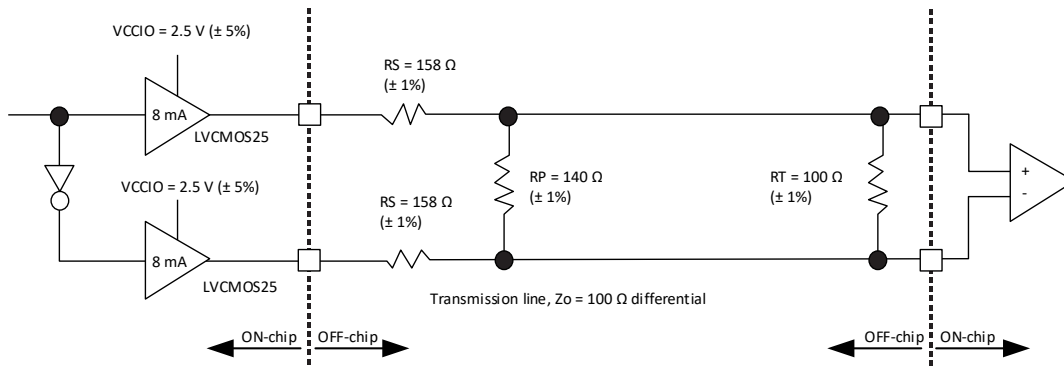 VCCIO = 2.5 V (± 5%)
8 mA
LVCMOS25
RS = 158 Ω
(± 1%)
VCCIO = 2.5 V (± 5%)
8 mA
LVCMOS25
RS = 158 Ω
(± 1%)
RP = 140 Ω
(± 1%)
RT = 100 Ω
(± 1%)
+
-
Transmission line, Zo = 100 Ω differential
ON-chip
OFF-chip
OFF-chip
ON-chip